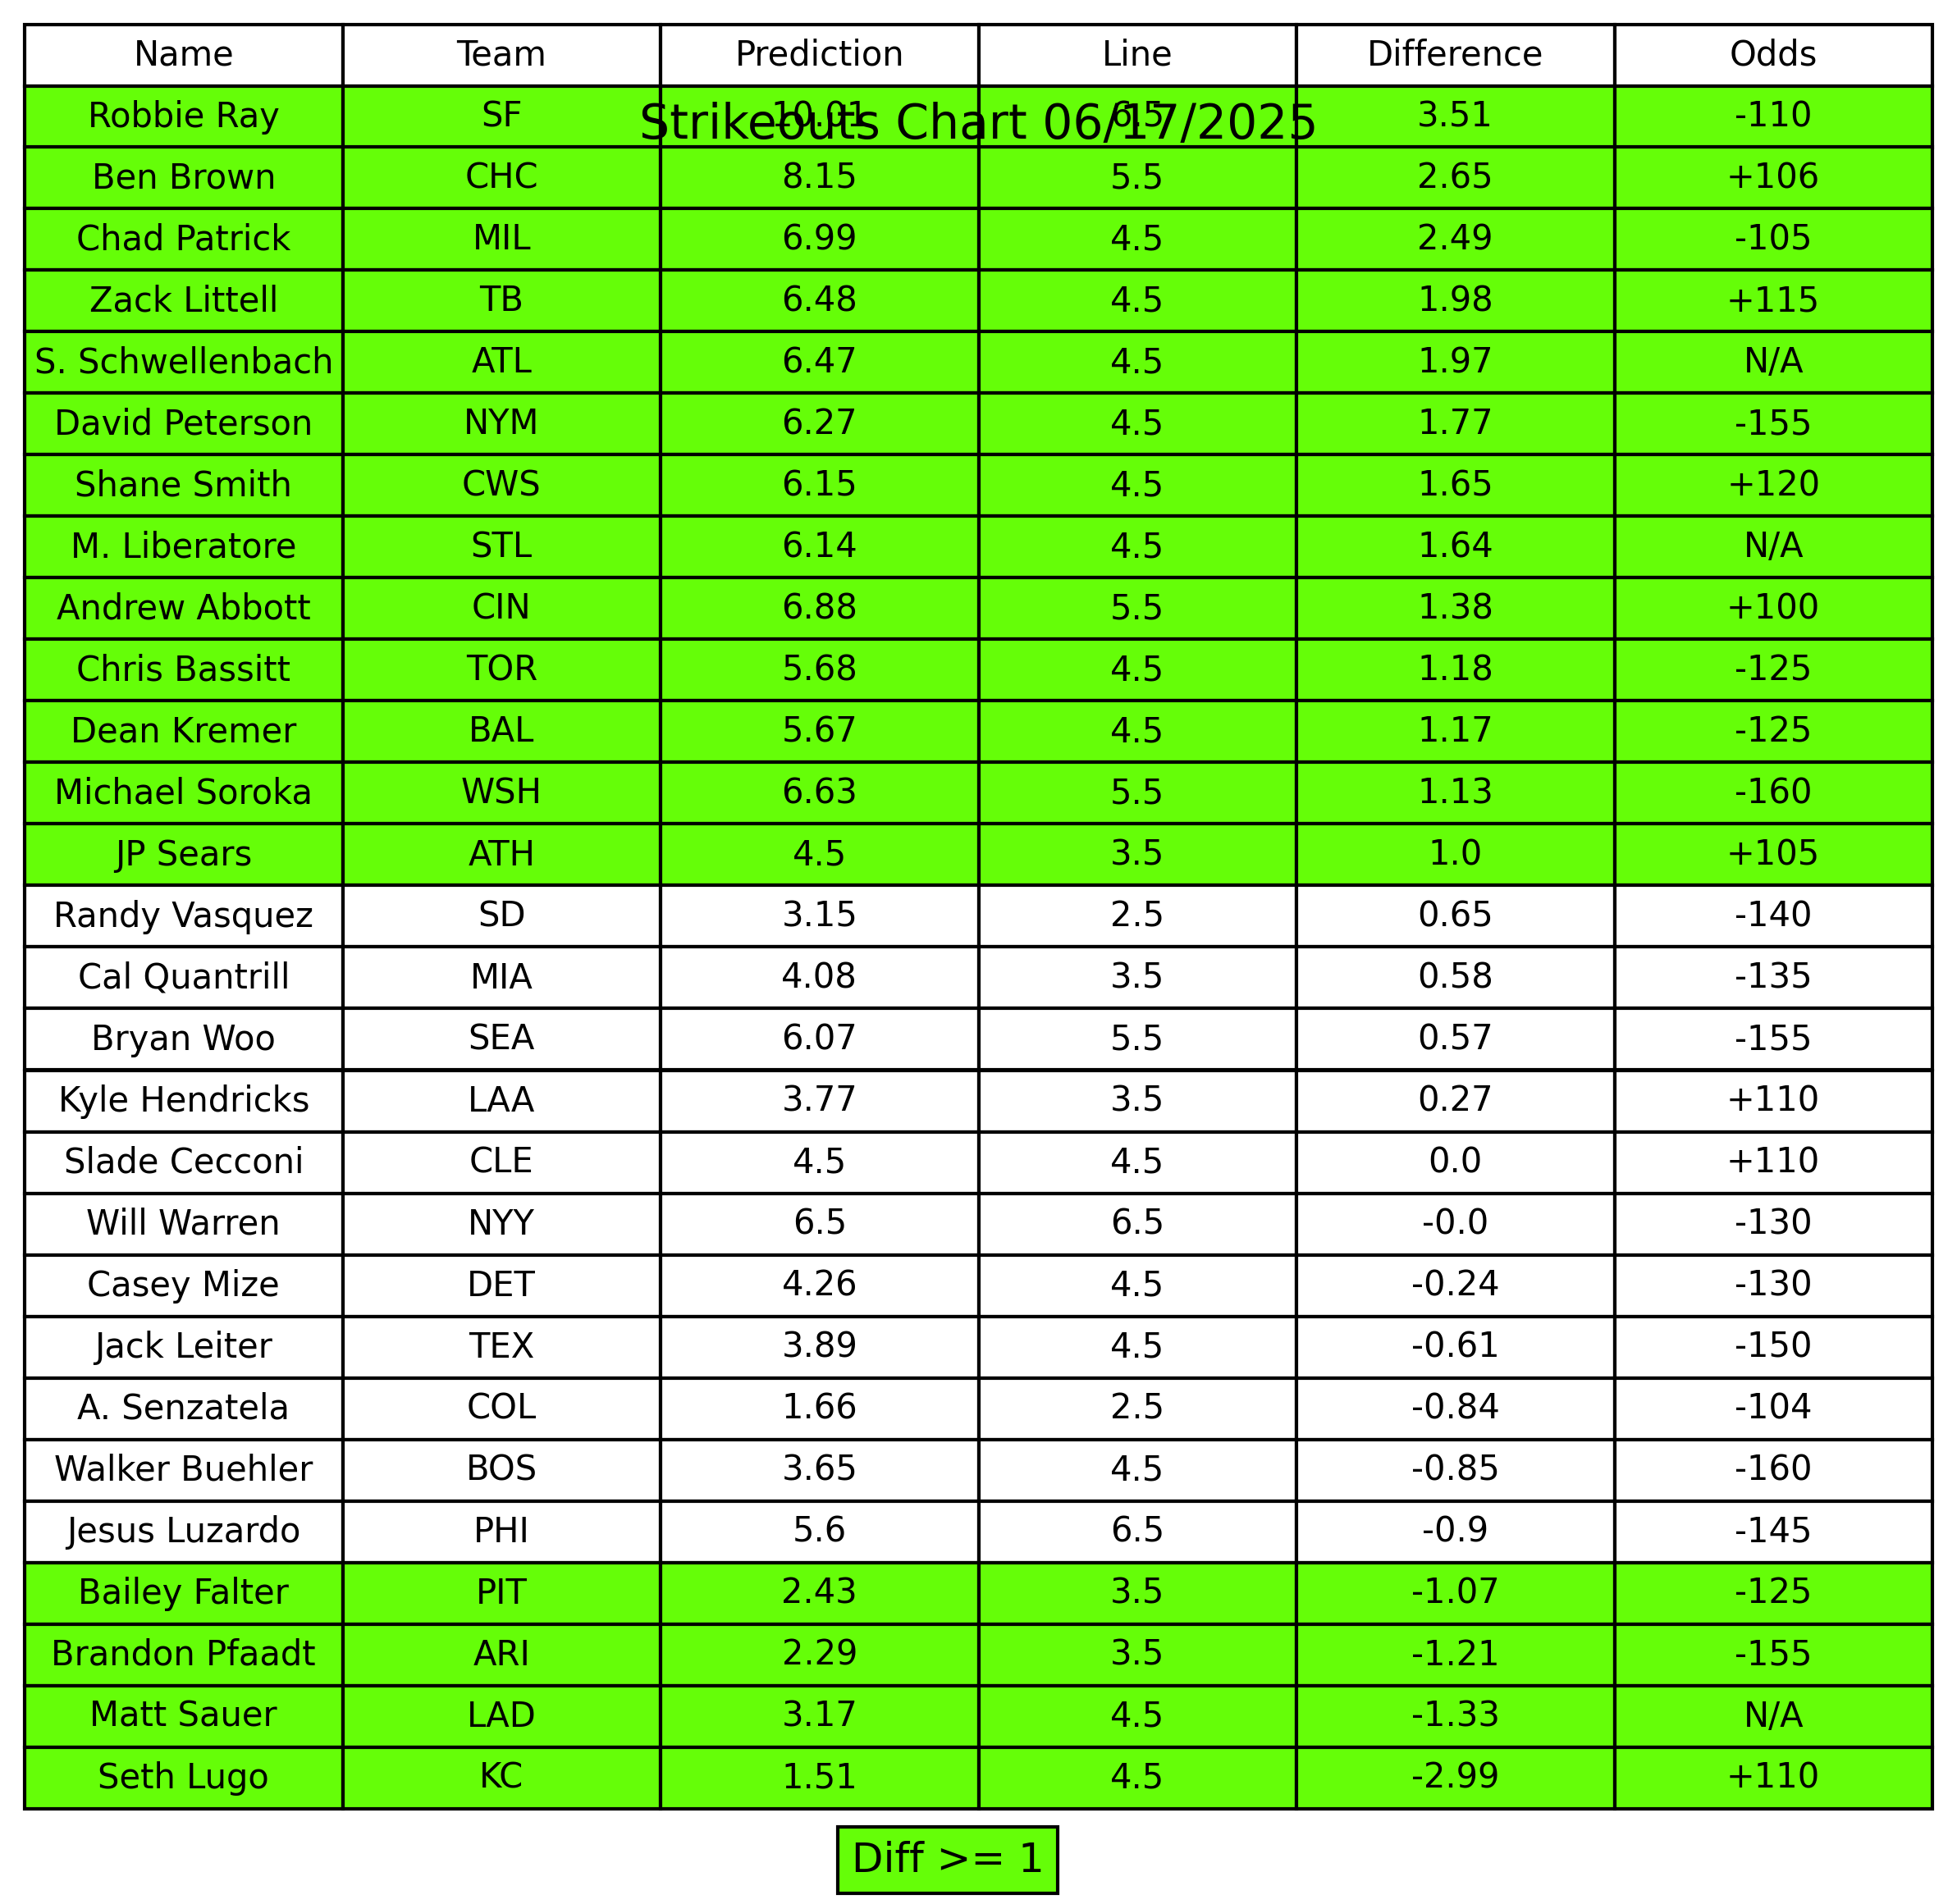 Name Team Prediction Line Difference Odds
Robbie Ray SF 10.01 6.5 3.51 -110
Strikeouts Chart 06/17/2025
Ben Brown CHC 8.15 5.5 2.65 +106
Chad Patrick MIL 6.99 4.5 2.49 -105
Zack Littell TB 6.48 4.5 1.98 +115
S. Schwellenbach ATL 6.47 4.5 1.97 N/A
David Peterson NYM 6.27 4.5 1.77 -155
Shane Smith CWS 6.15 4.5 1.65 +120
M. Liberatore STL 6.14 4.5 1.64 N/A
Andrew Abbott CIN 6.88 5.5 1.38 +100
Chris Bassitt TOR 5.68 4.5 1.18 -125
Dean Kremer BAL 5.67 4.5 1.17 -125
Michael Soroka WSH 6.63 5.5 1.13 -160
JP Sears ATH 4.5 3.5 1.0 +105
Randy Vasquez SD 3.15 2.5 0.65 -140
Cal Quantrill MIA 4.08 3.5 0.58 -135
Bryan Woo SEA 6.07 5.5 0.57 -155
Kyle Hendricks LAA 3.77 3.5 0.27 +110
Slade Cecconi CLE 4.5 4.5 0.0 +110
Will Warren NYY 6.5 6.5 -0.0 -130
Casey Mize DET 4.26 4.5 -0.24 -130
Jack Leiter TEX 3.89 4.5 -0.61 -150
A. Senzatela COL 1.66 2.5 -0.84 -104
Walker Buehler BOS 3.65 4.5 -0.85 -160
Jesus Luzardo PHI 5.6 6.5 -0.9 -145
Bailey Falter PIT 2.43 3.5 -1.07 -125
Brandon Pfaadt ARI 2.29 3.5 -1.21 -155
Matt Sauer LAD 3.17 4.5 -1.33 N/A
Seth Lugo KC 1.51 4.5 -2.99 +110
Diff >= 1